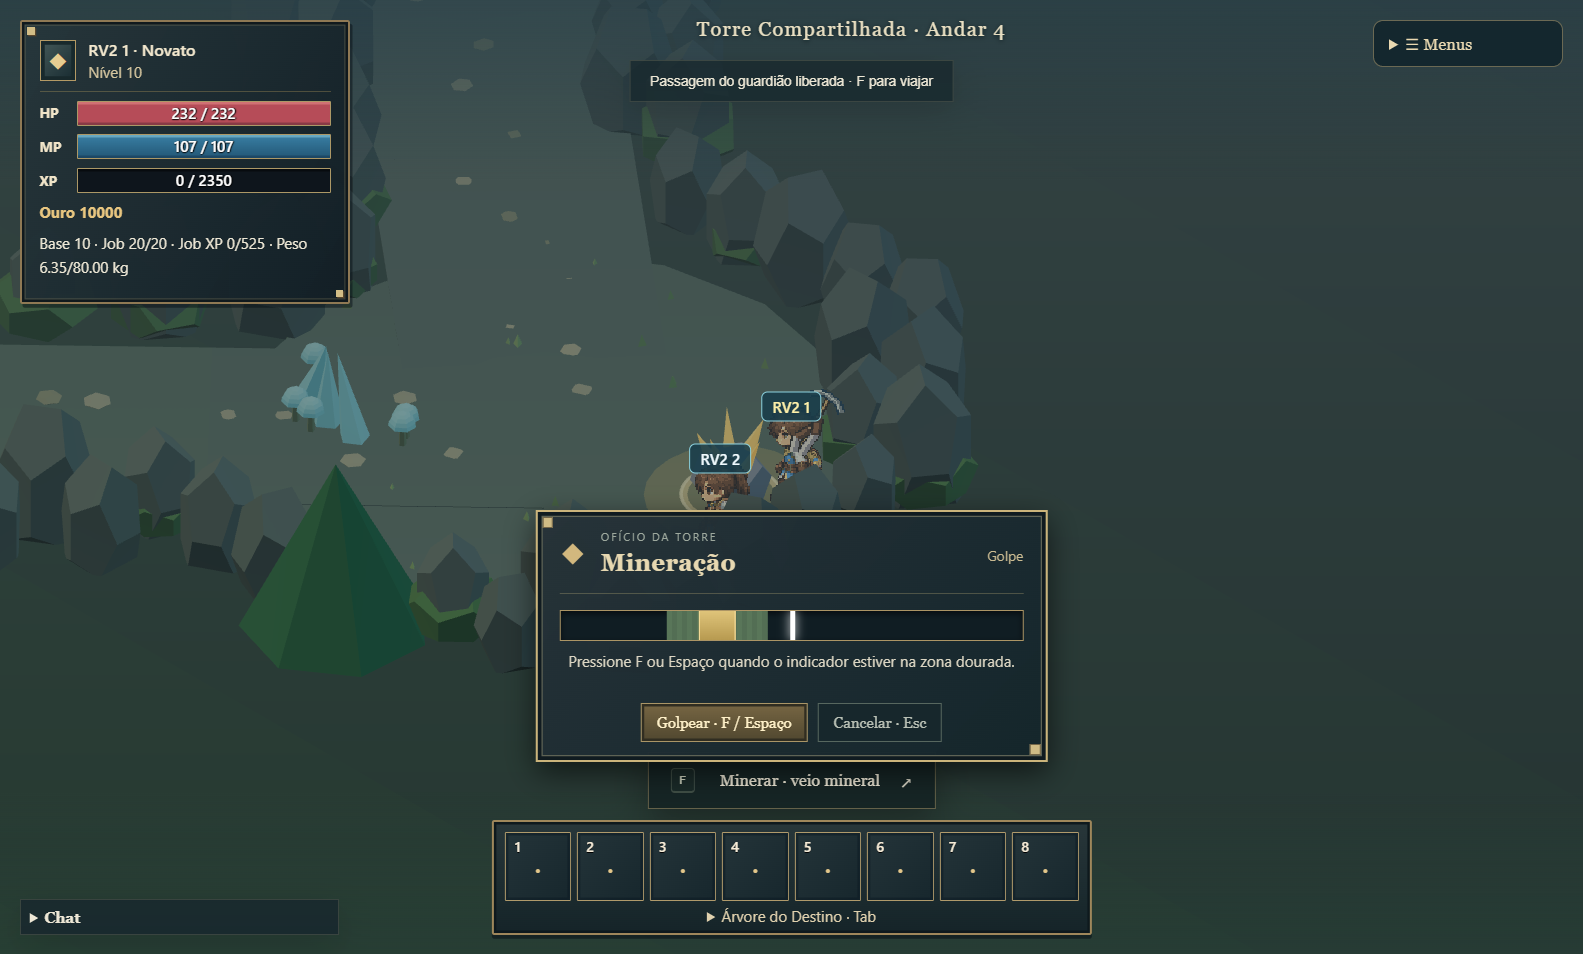 RV2 1 · Novato
Nível 10
HP 232 / 232
MP 107 / 107
XP 0 / 2350
Ouro 10000
Base 10 · Job 20/20 · Job XP 0/525 · Peso
6.35/80.00 kg
Torre Compartilhada · Andar 4
Passagem do guardião liberada · F para viajar
▶ ☰ Menus
RV2 1
RV2 2
OFÍCIO DA TORRE
Mineração
Golpe
Pressione F ou Espaço quando o indicador estiver na zona dourada.
Golpear · F / Espaço
Cancelar · Esc
F Minerar · veio mineral ↗
1 2 3 4 5 6 7 8
▶ Árvore do Destino · Tab
▶ Chat